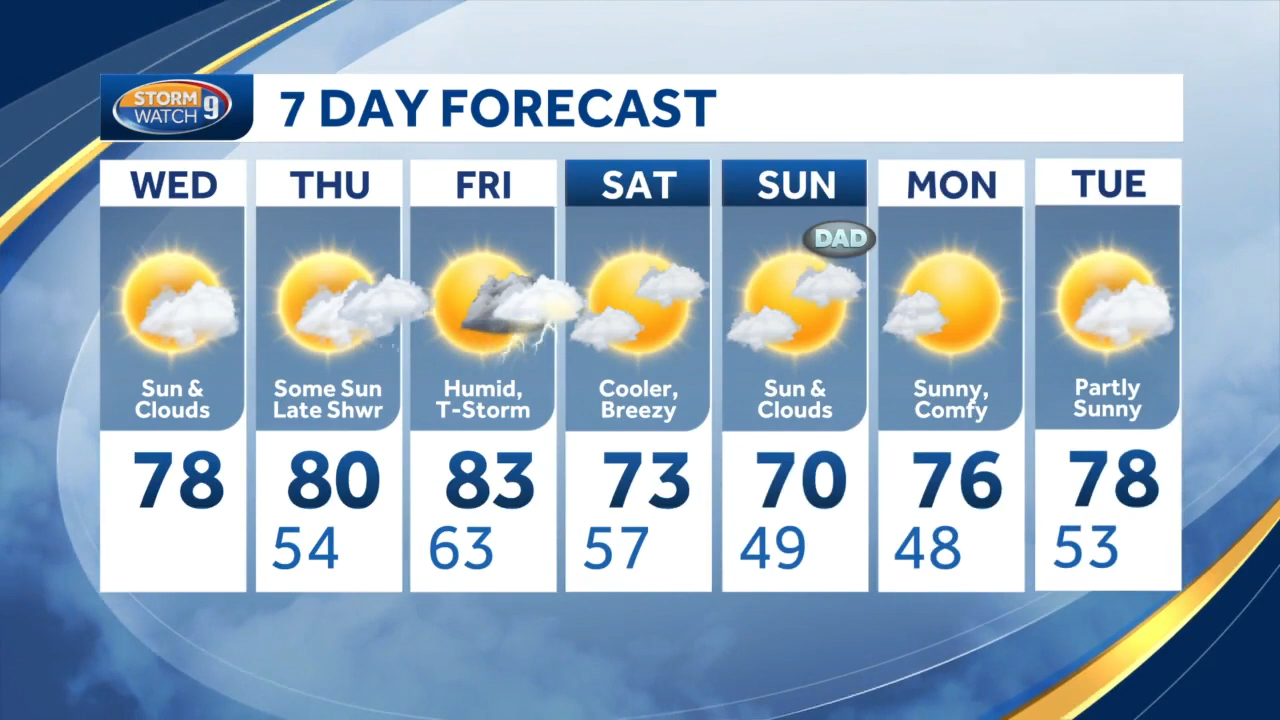 STORM
WATCH 9
7 DAY FORECAST
WED
THU
FRI
SAT
SUN
MON
TUE
DAD
Sun &
Clouds
Some Sun
Late Shwr
Humid,
T-Storm
Cooler,
Breezy
Sun &
Clouds
Sunny,
Comfy
Partly
Sunny
78
80
83
73
70
76
78
54
63
57
49
48
53